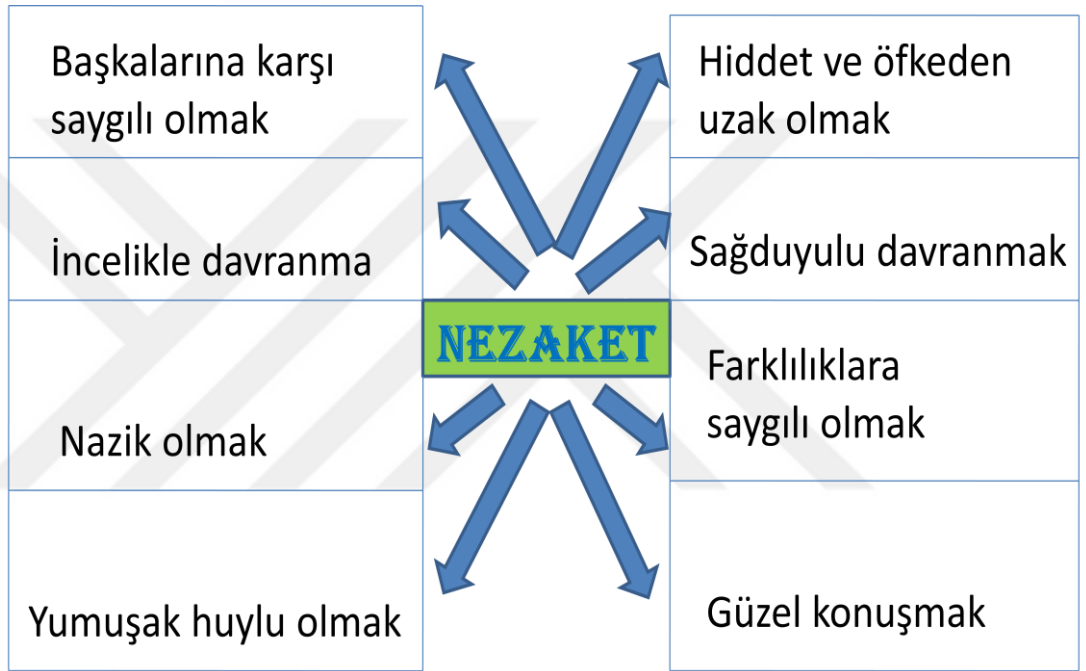 Başkalarına karşı
saygılı olmak
İncelikle davranma
Nazik olmak
Yumuşak huylu olmak
NEZAKET
Hiddet ve öfkeden
uzak olmak
Sağduyulu davranmak
Farklılıklara
saygılı olmak
Güzel konuşmak